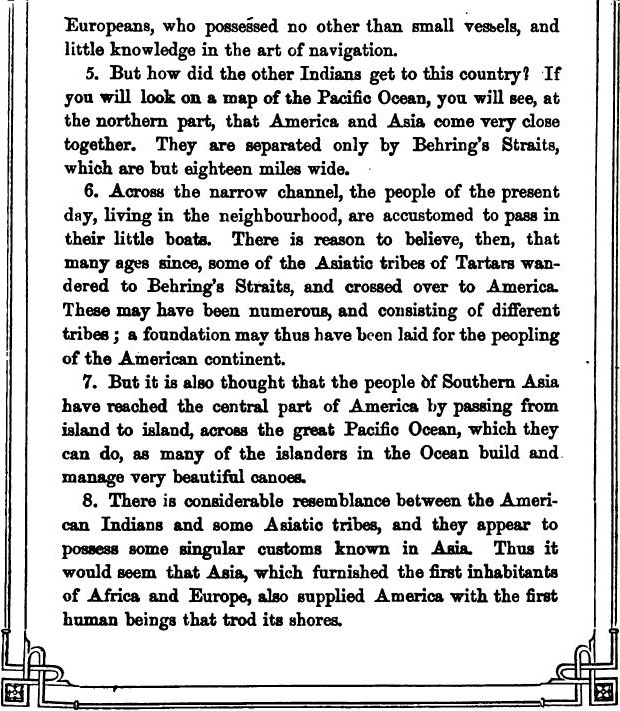 Europeans, who possessed no other than small vessels, and
little knowledge in the art of navigation.
5. But how did the other Indians get to this country? If
you will look on a map of the Pacific Ocean, you will see, at
the northern part, that America and Asia come very close
together. They are separated only by Behring's Straits,
which are but eighteen miles wide.
6. Across the narrow channel, the people of the present
day, living in the neighbourhood, are accustomed to pass in
their little boats. There is reason to believe, then, that
many ages since, some of the Asiatic tribes of Tartars wan-
dered to Behring's Straits, and crossed over to America.
These may have been numerous, and consisting of different
tribes; a foundation may thus have been laid for the peopling
of the American continent.
7. But it is also thought that the people of Southern Asia
have reached the central part of America by passing from
island to island, across the great Pacific Ocean, which they
can do, as many of the islanders in the Ocean build and
manage very beautiful canoes.
8. There is considerable resemblance between the Ameri-
can Indians and some Asiatic tribes, and they appear to
possess some singular customs known in Asia. Thus it
would seem that Asia, which furnished the first inhabitants
of Africa and Europe, also supplied America with the first
human beings that trod its shores.